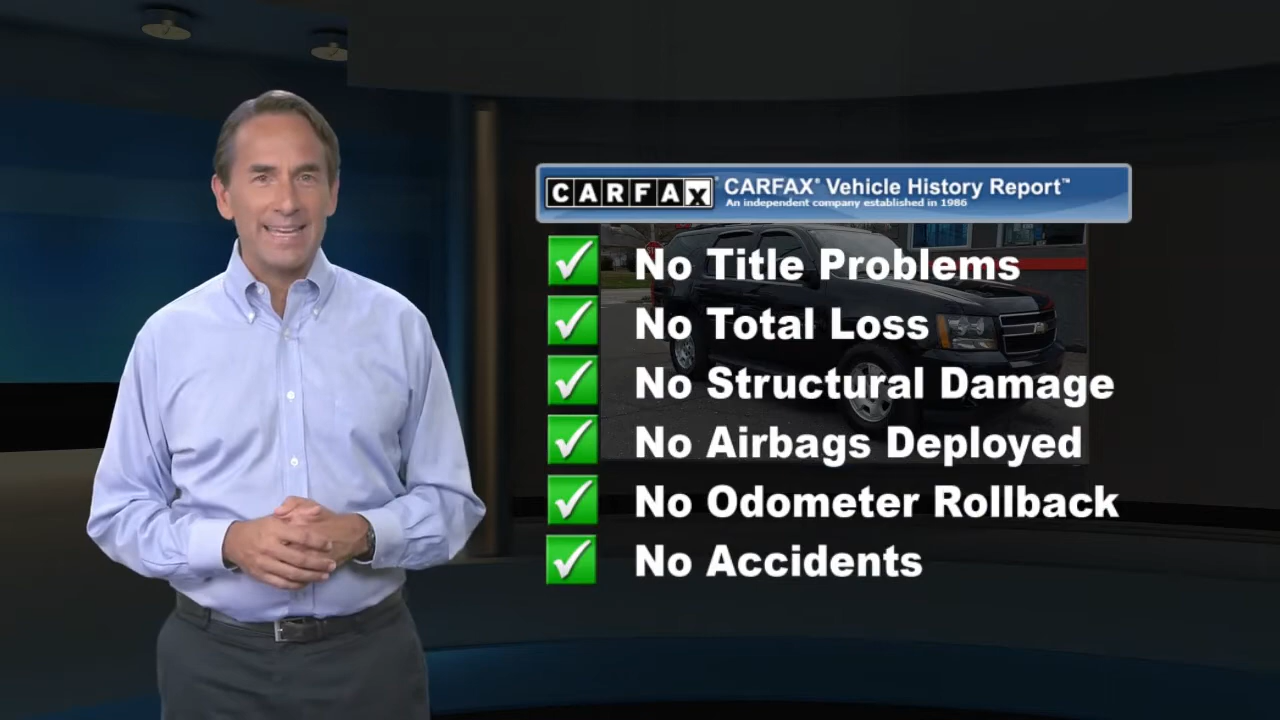 CARFAX
CARFAX® Vehicle History Report™
An independent company established in 1986
No Title Problems
No Total Loss
No Structural Damage
No Airbags Deployed
No Odometer Rollback
No Accidents